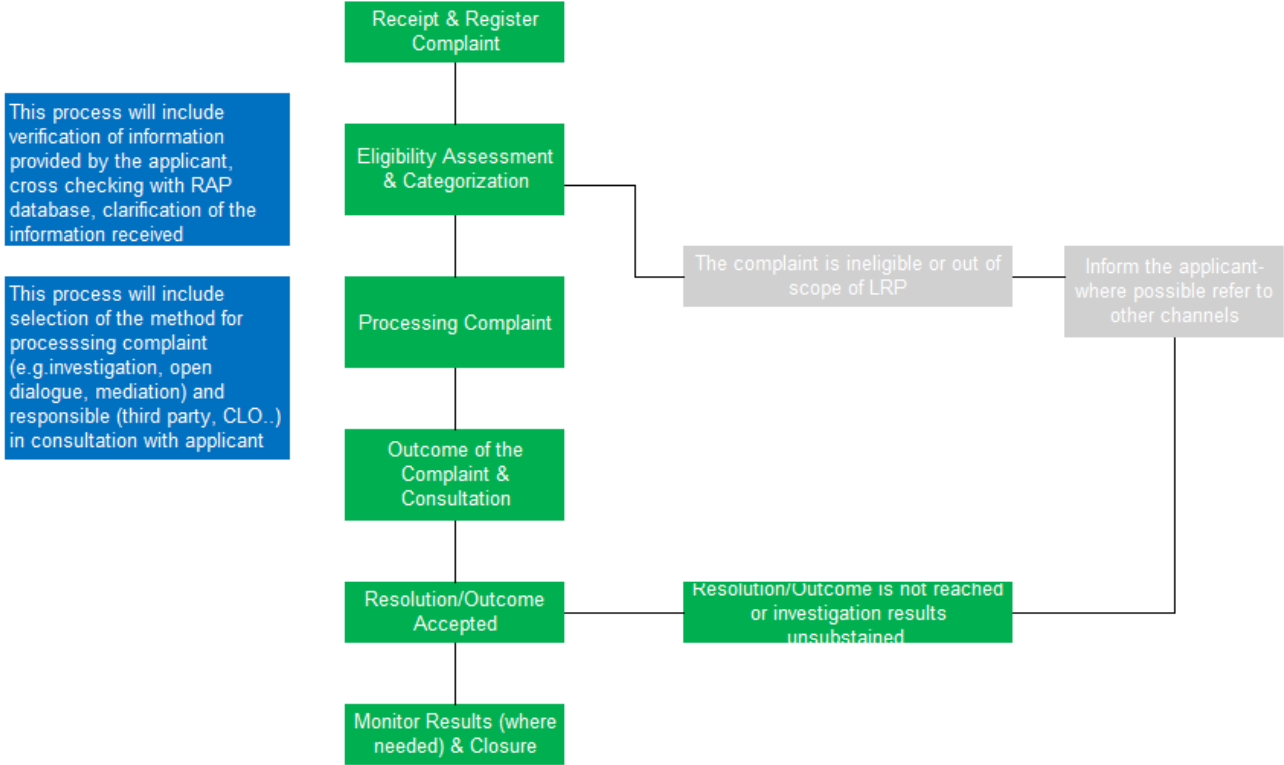 Receipt & Register
Complaint
This process will include
verification of information
provided by the applicant,
cross checking with RAP
database, clarification of the
information received
Eligibility Assessment
& Categorization
The complaint is ineligible or out of
scope of LRP
Inform the applicant-
where possible refer to
other channels
This process will include
selection of the method for
processsing complaint
(e.g.investigation, open
dialogue, mediation) and
responsible (third party, CLO..)
in consultation with applicant
Processing Complaint
Outcome of the
Complaint &
Consultation
Resolution/Outcome
Accepted
Resolution/Outcome is not reached
or investigation results
unsubstained
Monitor Results (where
needed) & Closure